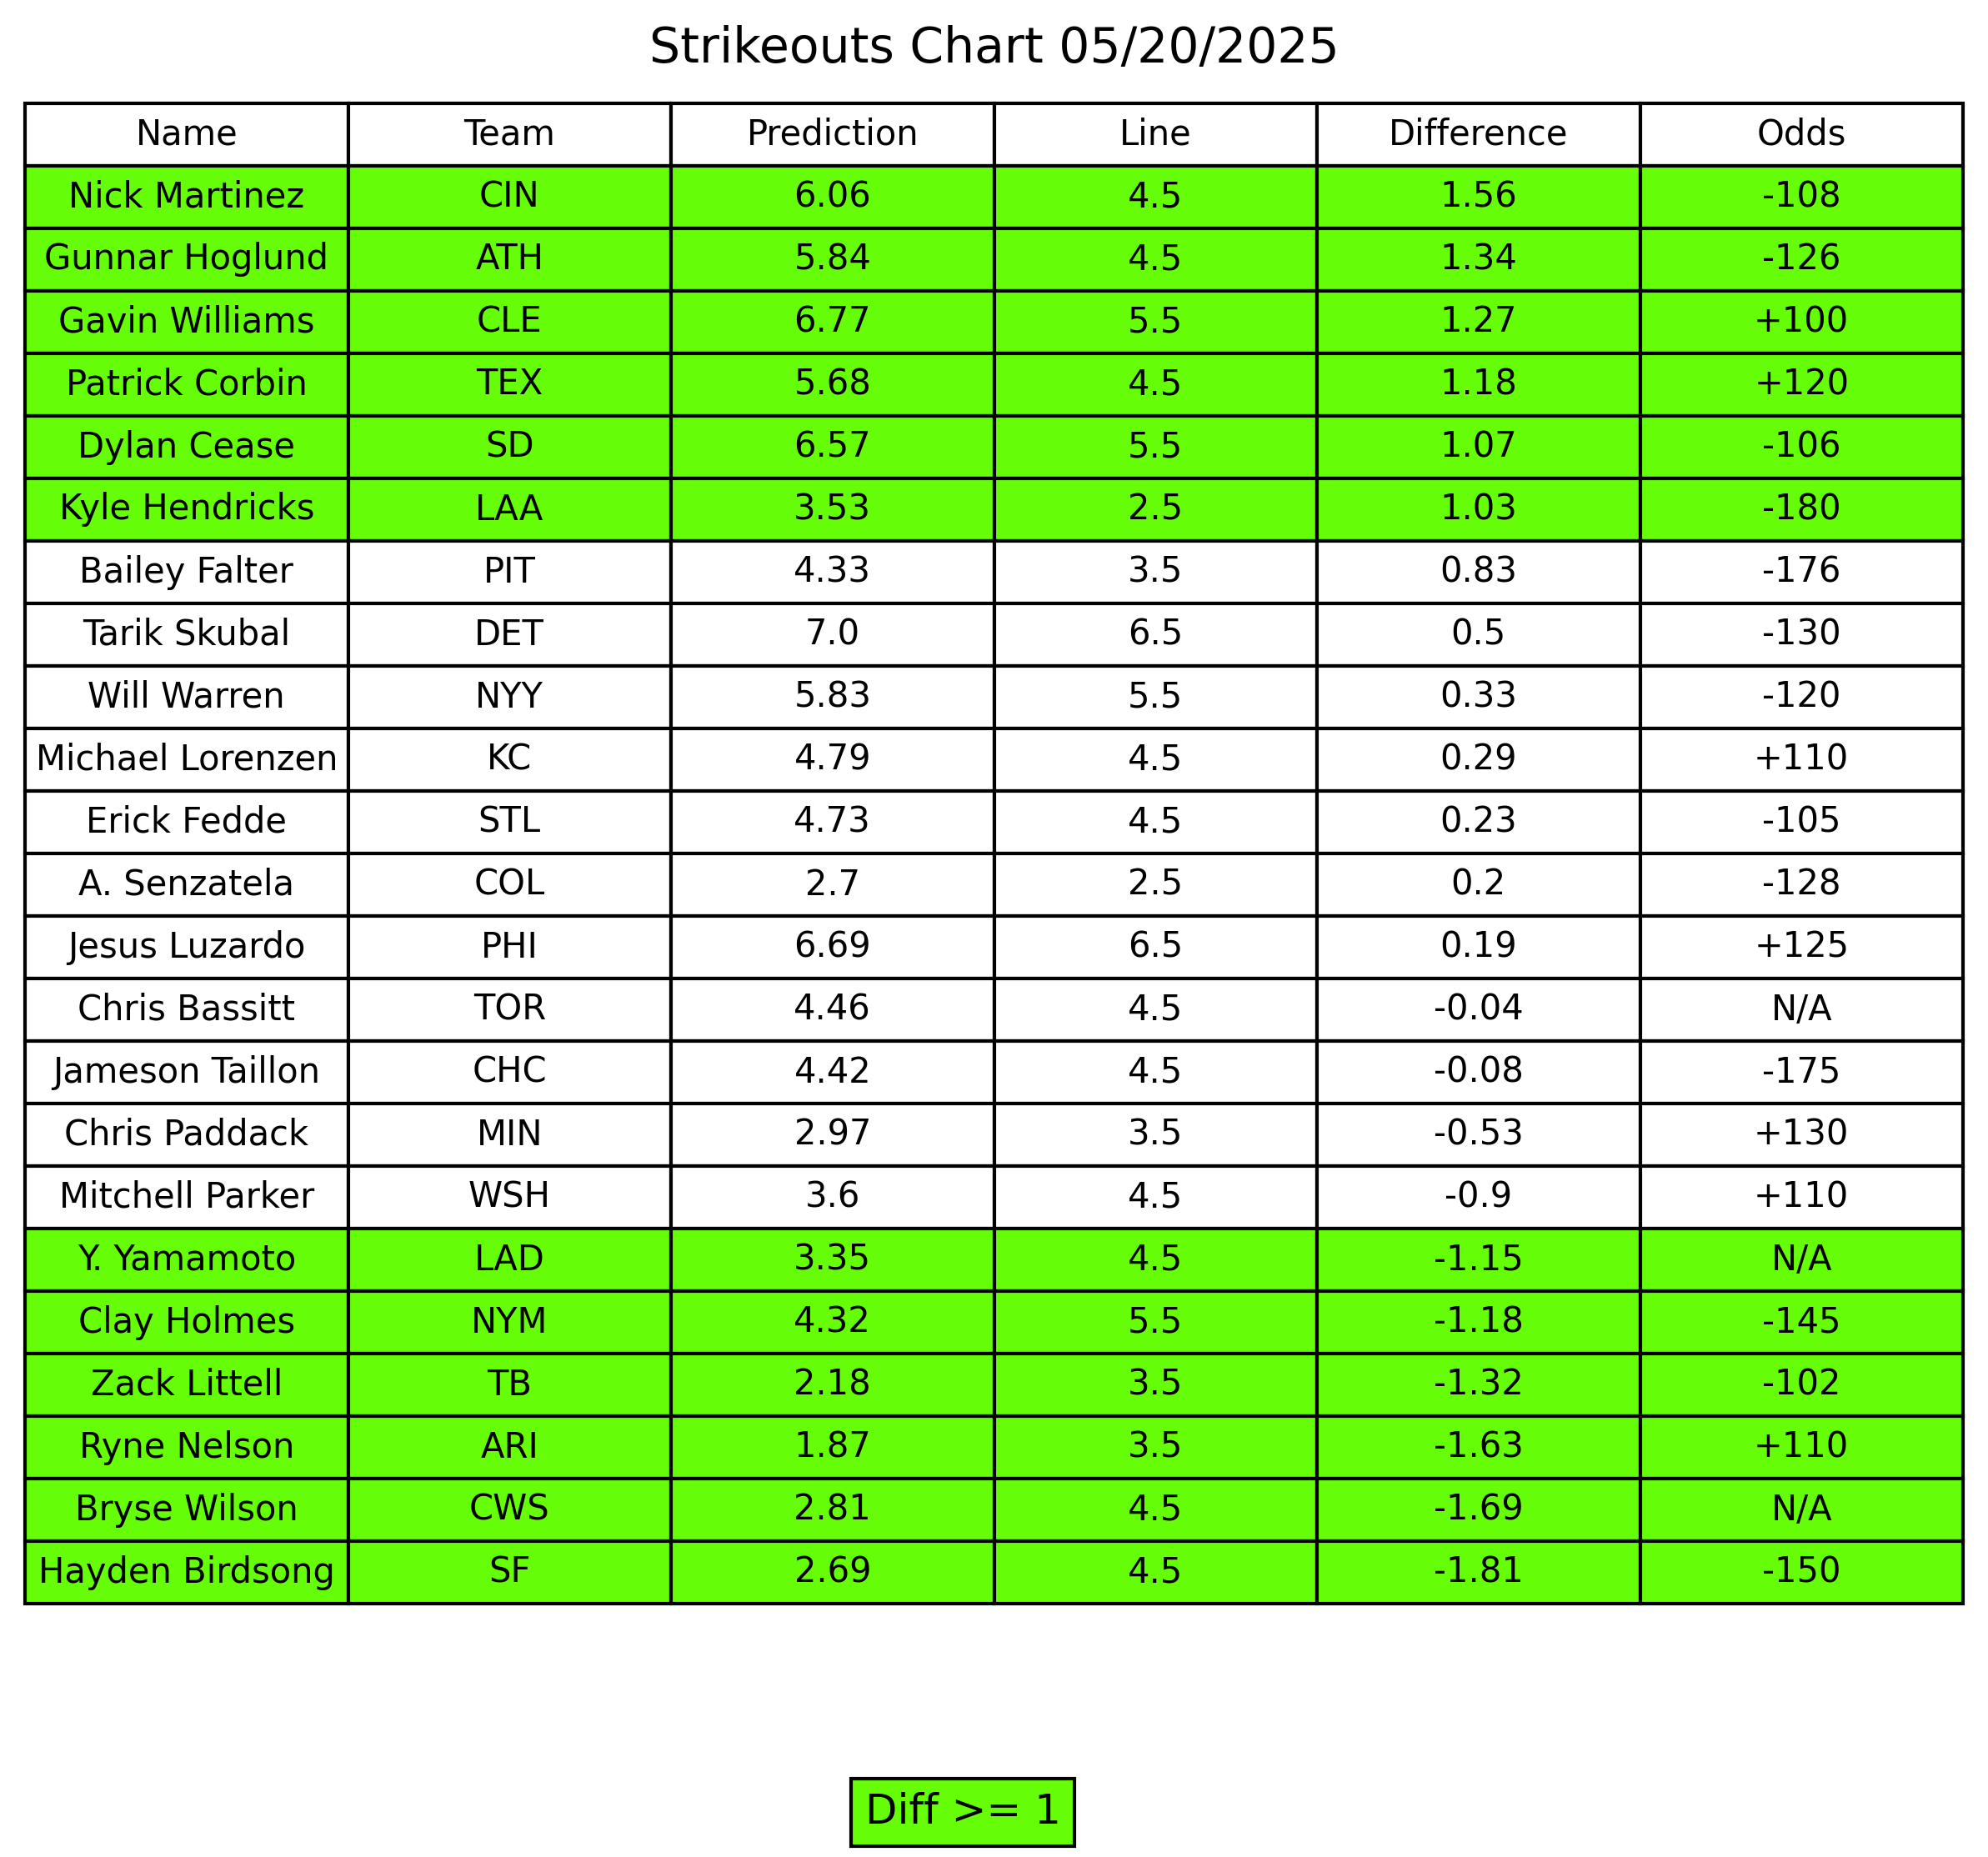 Strikeouts Chart 05/20/2025
Name Team Prediction Line Difference Odds
Nick Martinez CIN 6.06 4.5 1.56 -108
Gunnar Hoglund ATH 5.84 4.5 1.34 -126
Gavin Williams CLE 6.77 5.5 1.27 +100
Patrick Corbin TEX 5.68 4.5 1.18 +120
Dylan Cease SD 6.57 5.5 1.07 -106
Kyle Hendricks LAA 3.53 2.5 1.03 -180
Bailey Falter PIT 4.33 3.5 0.83 -176
Tarik Skubal DET 7.0 6.5 0.5 -130
Will Warren NYY 5.83 5.5 0.33 -120
Michael Lorenzen KC 4.79 4.5 0.29 +110
Erick Fedde STL 4.73 4.5 0.23 -105
A. Senzatela COL 2.7 2.5 0.2 -128
Jesus Luzardo PHI 6.69 6.5 0.19 +125
Chris Bassitt TOR 4.46 4.5 -0.04 N/A
Jameson Taillon CHC 4.42 4.5 -0.08 -175
Chris Paddack MIN 2.97 3.5 -0.53 +130
Mitchell Parker WSH 3.6 4.5 -0.9 +110
Y. Yamamoto LAD 3.35 4.5 -1.15 N/A
Clay Holmes NYM 4.32 5.5 -1.18 -145
Zack Littell TB 2.18 3.5 -1.32 -102
Ryne Nelson ARI 1.87 3.5 -1.63 +110
Bryse Wilson CWS 2.81 4.5 -1.69 N/A
Hayden Birdsong SF 2.69 4.5 -1.81 -150
Diff >= 1